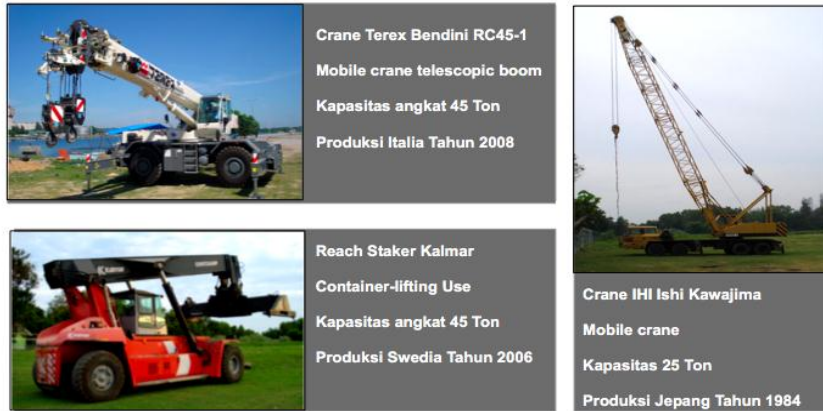 Crane Terex Bendini RC45-1
Mobile crane telescopic boom
Kapasitas angkat 45 Ton
Produksi Italia Tahun 2008
Reach Staker Kalmar
Container-lifting Use
Kapasitas angkat 45 Ton
Produksi Swedia Tahun 2006
Crane IHI Ishi Kawajima
Mobile crane
Kapasitas 25 Ton
Produksi Jepang Tahun 1984